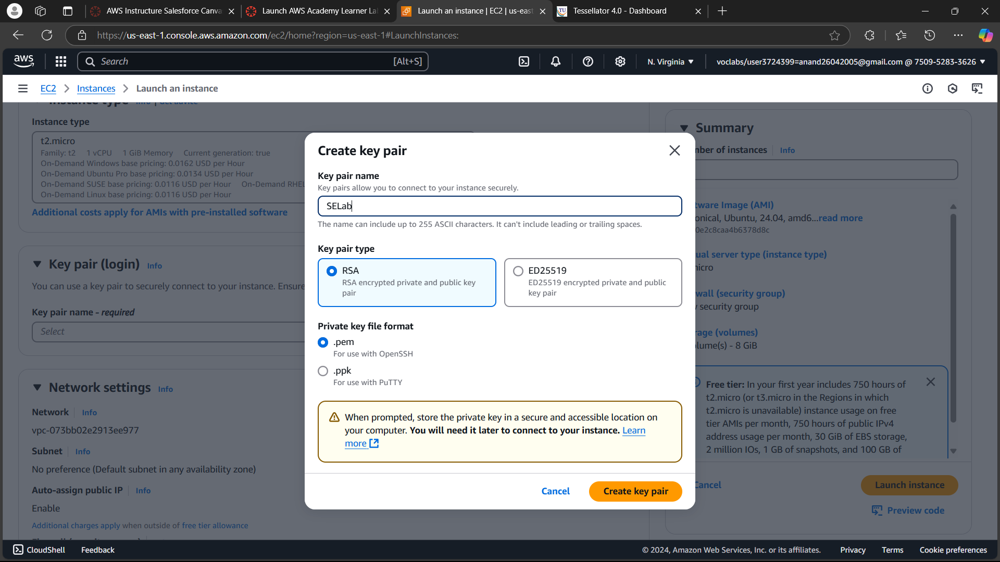 AWS Instructure Salesforce Canva
Launch AWS Academy Learner La
Launch an instance | EC2 | us-east
Tessellator 4.0 - Dashboard
https://us-east-1.console.aws.amazon.com/ec2/home?region=us-east-1#LaunchInstances:
aws
Search
[Alt+S]
N. Virginia
voclabs/user3724399=anand26042005@gmail.com @ 7509-5283-3626
EC2 > Instances > Launch an instance
Instance type Info | Get advice
Instance type
t2.micro
Family: t2 1 vCPU 1 GiB Memory Current generation: true
On-Demand Windows base pricing: 0.0162 USD per Hour
On-Demand Ubuntu Pro base pricing: 0.0134 USD per Hour
On-Demand SUSE base pricing: 0.0116 USD per Hour On-Demand RHEL
On-Demand Linux base pricing: 0.0116 USD per Hour
Additional costs apply for AMIs with pre-installed software
Key pair (login) Info
You can use a key pair to securely connect to your instance. Ensure
Key pair name - required
Select
Network settings Info
Network Info
vpc-073bb02e2913ee977
Subnet Info
No preference (Default subnet in any availability zone)
Auto-assign public IP Info
Enable
Additional charges apply when outside of free tier allowance
Create key pair
Key pair name
Key pairs allow you to connect to your instance securely.
SELab
The name can include up to 255 ASCII characters. It can't include leading or trailing spaces.
Key pair type
RSA
RSA encrypted private and public key
pair
ED25519
ED25519 encrypted private and public
key pair
Private key file format
.pem
For use with OpenSSH
.ppk
For use with PuTTY
When prompted, store the private key in a secure and accessible location on
your computer. You will need it later to connect to your instance. Learn
more
Cancel
Create key pair
Summary
nber of instances Info
tware Image (AMI)
onical, Ubuntu, 24.04, amd6...read more
0e2c8caa4b6378d8c
ual server type (instance type)
icro
wall (security group)
security group
rage (volumes)
lume(s) - 8 GiB
Free tier: In your first year includes 750 hours of
t2.micro (or t3.micro in the Regions in which
t2.micro is unavailable) instance usage on free
tier AMIs per month, 750 hours of public IPv4
address usage per month, 30 GiB of EBS storage,
2 million IOs, 1 GB of snapshots, and 100 GB of
Cancel
Launch instance
Preview code
CloudShell
Feedback
© 2024, Amazon Web Services, Inc. or its affiliates.
Privacy
Terms
Cookie preferences